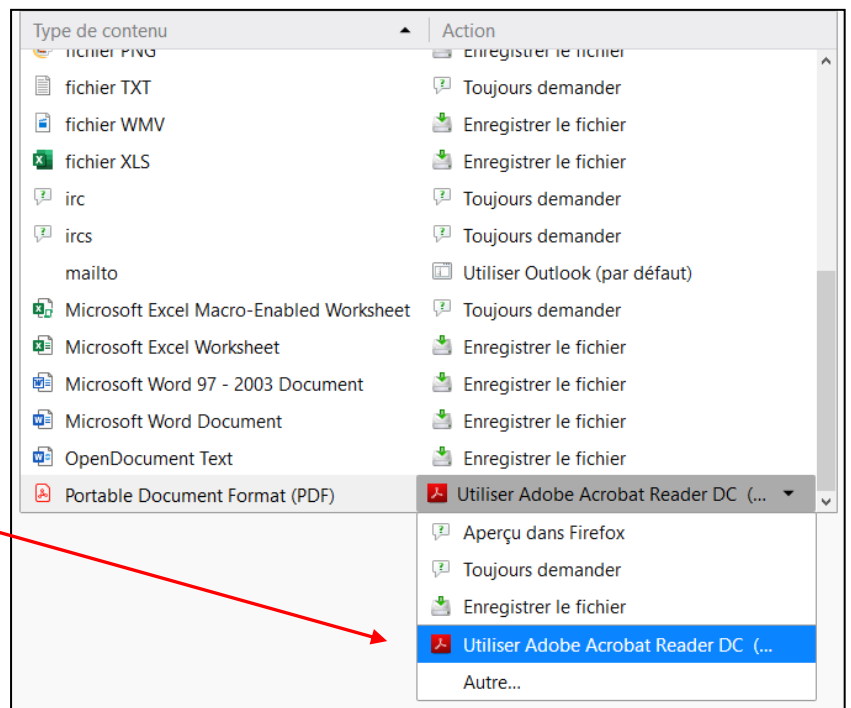 Type de contenu Action
fichier PNG Enregistrer le fichier
fichier TXT Toujours demander
fichier WMV Enregistrer le fichier
fichier XLS Enregistrer le fichier
irc Toujours demander
ircs Toujours demander
mailto Utiliser Outlook (par défaut)
Microsoft Excel Macro-Enabled Worksheet Toujours demander
Microsoft Excel Worksheet Enregistrer le fichier
Microsoft Word 97 - 2003 Document Enregistrer le fichier
Microsoft Word Document Enregistrer le fichier
OpenDocument Text Enregistrer le fichier
Portable Document Format (PDF) Utiliser Adobe Acrobat Reader DC (...
Aperçu dans Firefox
Toujours demander
Enregistrer le fichier
Utiliser Adobe Acrobat Reader DC (...
Autre...